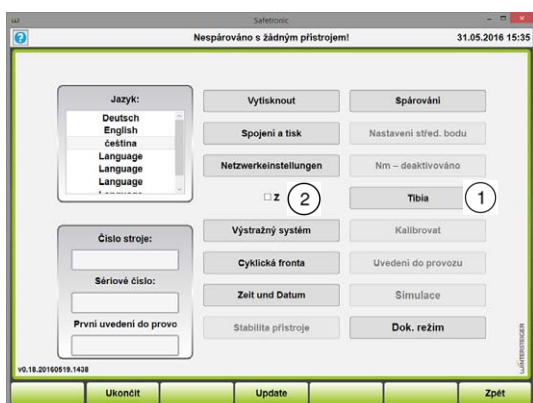 Safetronic
Nespárováno s žádným přístrojem!
31.05.2016 15:35
Jazyk:
Deutsch
English
čeština
Language
Language
Language
Číslo stroje:
Sériové číslo:
První uvedení do provo
Vytisknout
Spojení a tisk
Netzwerkeinstellungen
Z
2
Výstražný systém
Cyklická fronta
Zeit und Datum
Stabilita přístroje
Spárování
Nastavení střed. bodu
Nm – deaktivováno
Tibia
1
Kalibrovat
Uvedení do provozu
Simulace
Dok. režim
WINTERSTEIGER
v0.18.20160519.1438
Ukončit
Update
Zpět